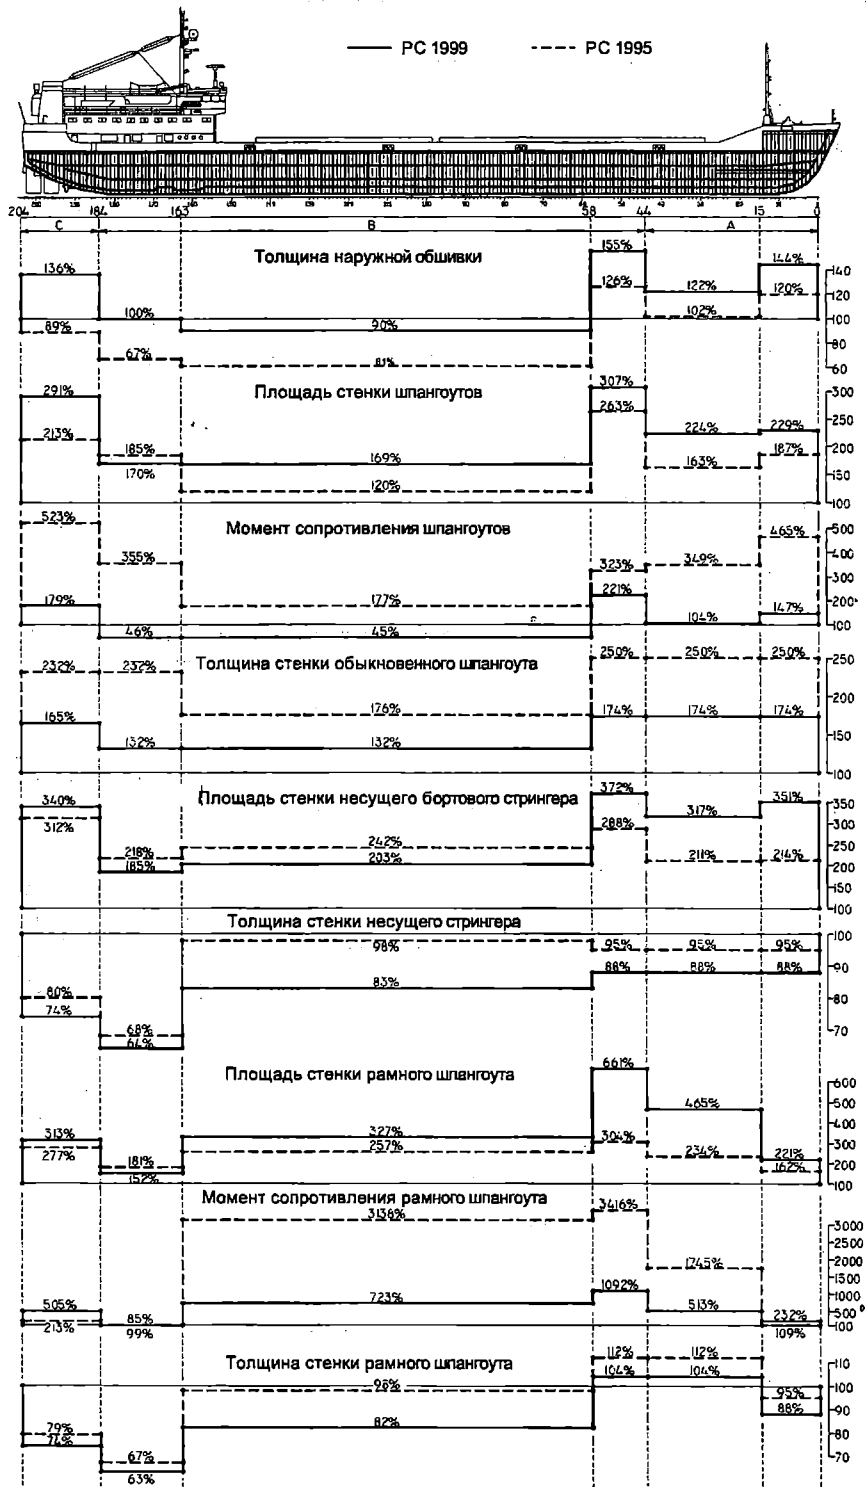 РС 1999 РС 1995
204 184 163 58 44 15 0
С В А
Толщина наружной обшивки
136% 100% 90% 155% 122% 144%
89% 67% 61% 126% 102% 120%
140
120
100
80
60
Площадь стенки шпангоутов
291% 170% 169% 307% 224% 229%
213% 185% 120% 263% 163% 187%
300
250
200
150
100
Момент сопротивления шпангоутов
523% 355% 177% 323% 349% 465%
179% 46% 45% 221% 104% 147%
500
400
300
200
100
Толщина стенки обыкновенного шпангоута
232% 232% 176% 250% 250% 250%
165% 132% 132% 174% 174% 174%
250
200
150
100
Площадь стенки несущего бортового стрингера
340% 185% 203% 372% 317% 351%
312% 218% 242% 288% 211% 214%
350
300
250
200
150
100
Толщина стенки несущего стрингера
98% 95% 95% 95%
80% 68% 83% 88% 88% 88%
74% 64%
100
90
80
70
Площадь стенки рамного шпангоута
313% 152% 327% 661% 465% 221%
277% 181% 257% 304% 234% 162%
600
500
400
300
200
100
Момент сопротивления рамного шпангоута
3138% 3416% 1745%
505% 85% 723% 1092% 513% 232%
213% 99% 109%
3000
2500
2000
1500
1000
500
100
Толщина стенки рамного шпангоута
98% 112% 112% 95%
79% 67% 82% 104% 104% 88%
74% 63%
110
100
90
80
70